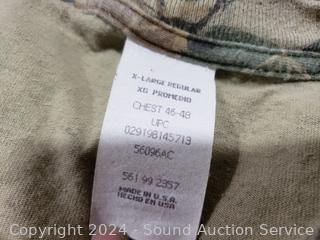 X-LARGE REGULAR
XG PROMEDIO
CHEST 46-48
UPC
029198145713
56096AC
561 99 2357
MADE IN U.S.A.
HECHO EN USA
Copyright © 2024 - Sound Auction Service